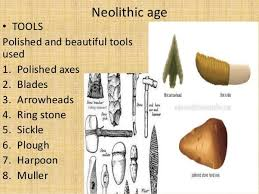 Neolithic age
• TOOLS
Polished and beautiful tools
used
1. Polished axes
2. Blades
3. Arrowheads
4. Ring stone
5. Sickle
6. Plough
7. Harpoon
8. Muller